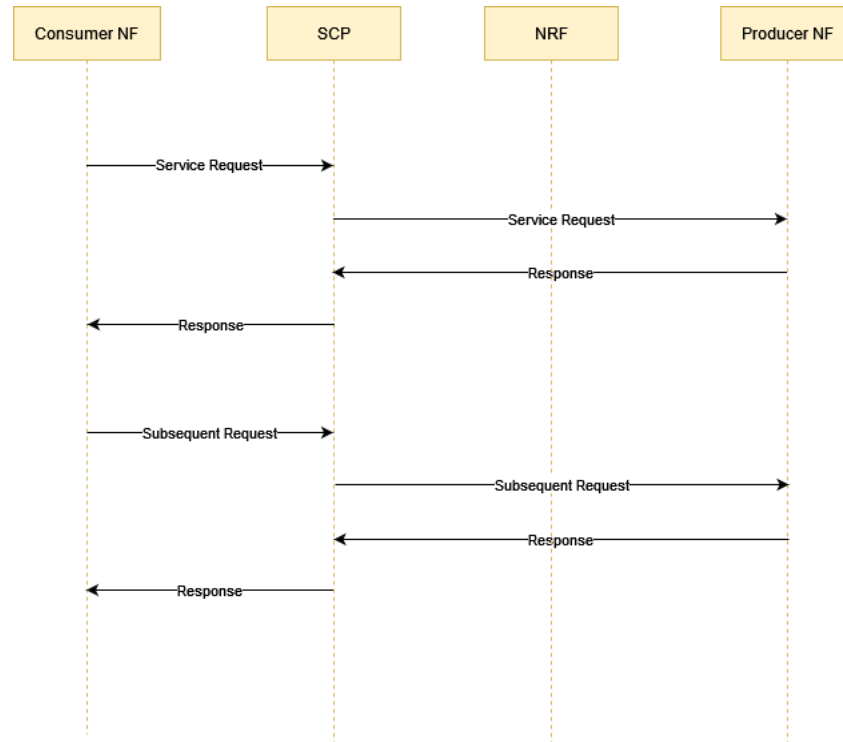 Consumer NF
SCP
NRF
Producer NF
Service Request
Service Request
Response
Response
Subsequent Request
Subsequent Request
Response
Response